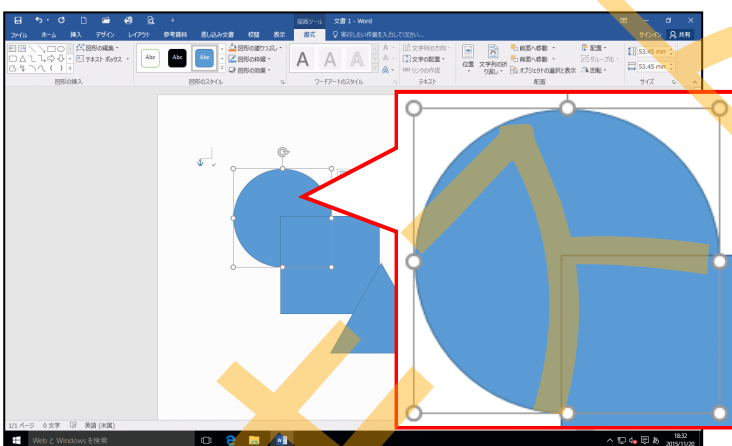 描画ツール 文書 1 - Word
ファイル ホーム 挿入 デザイン レイアウト 参考資料 差し込み文書 校閲 表示 書式 実行したい作業を入力してください... サインイン 共有
図形の編集
テキスト ボックス
図形の挿入
Abc Abc Abc
図形の塗りつぶし
図形の枠線
図形の効果
図形のスタイル
A A A
ワードアートのスタイル
文字列の方向
文字の配置
リンクの作成
テキスト
位置 文字列の折り返し
前面へ移動
背面へ移動
オブジェクトの選択と表示
配置
グループ化
回転
配置
53.45 mm
53.45 mm
サイズ
1/1 ページ 0 文字 英語 (米国)
Web と Windows を検索
あ 18:32
2015/11/20